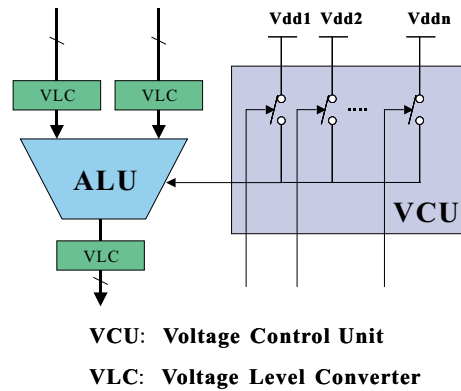 Vdd1 Vdd2 Vddn
VLC VLC
ALU
VCU
VLC
VCU: Voltage Control Unit
VLC: Voltage Level Converter